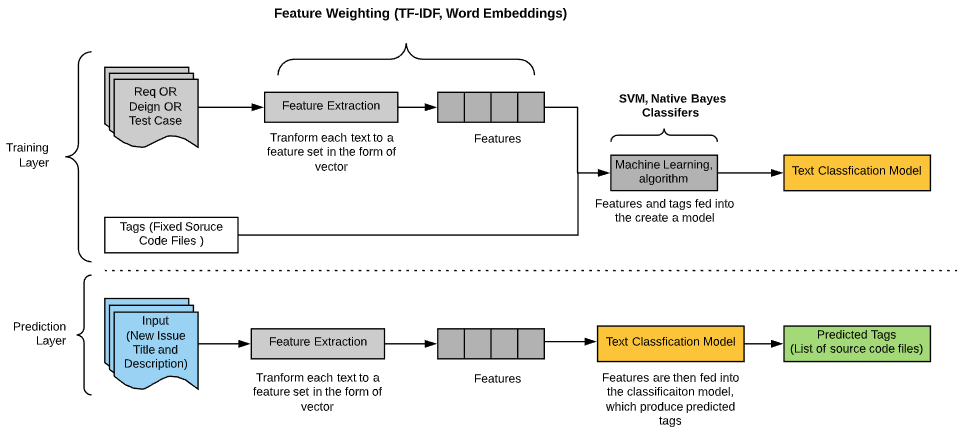 Feature Weighting (TF-IDF, Word Embeddings)
Training
Layer
Req OR
Deign OR
Test Case
Feature Extraction
Tranform each text to a
feature set in the form of
vector
Features
SVM, Native Bayes
Classifers
Machine Learning,
algorithm
Features and tags fed into
the create a model
Text Classfication Model
Tags (Fixed Soruce
Code Files )
Prediction
Layer
Input
(New Issue
Title and
Description)
Feature Extraction
Tranform each text to a
feature set in the form of
vector
Features
Text Classfication Model
Features are then fed into
the classificaiton model,
which produce predicted
tags
Predicted Tags
(List of source code files)